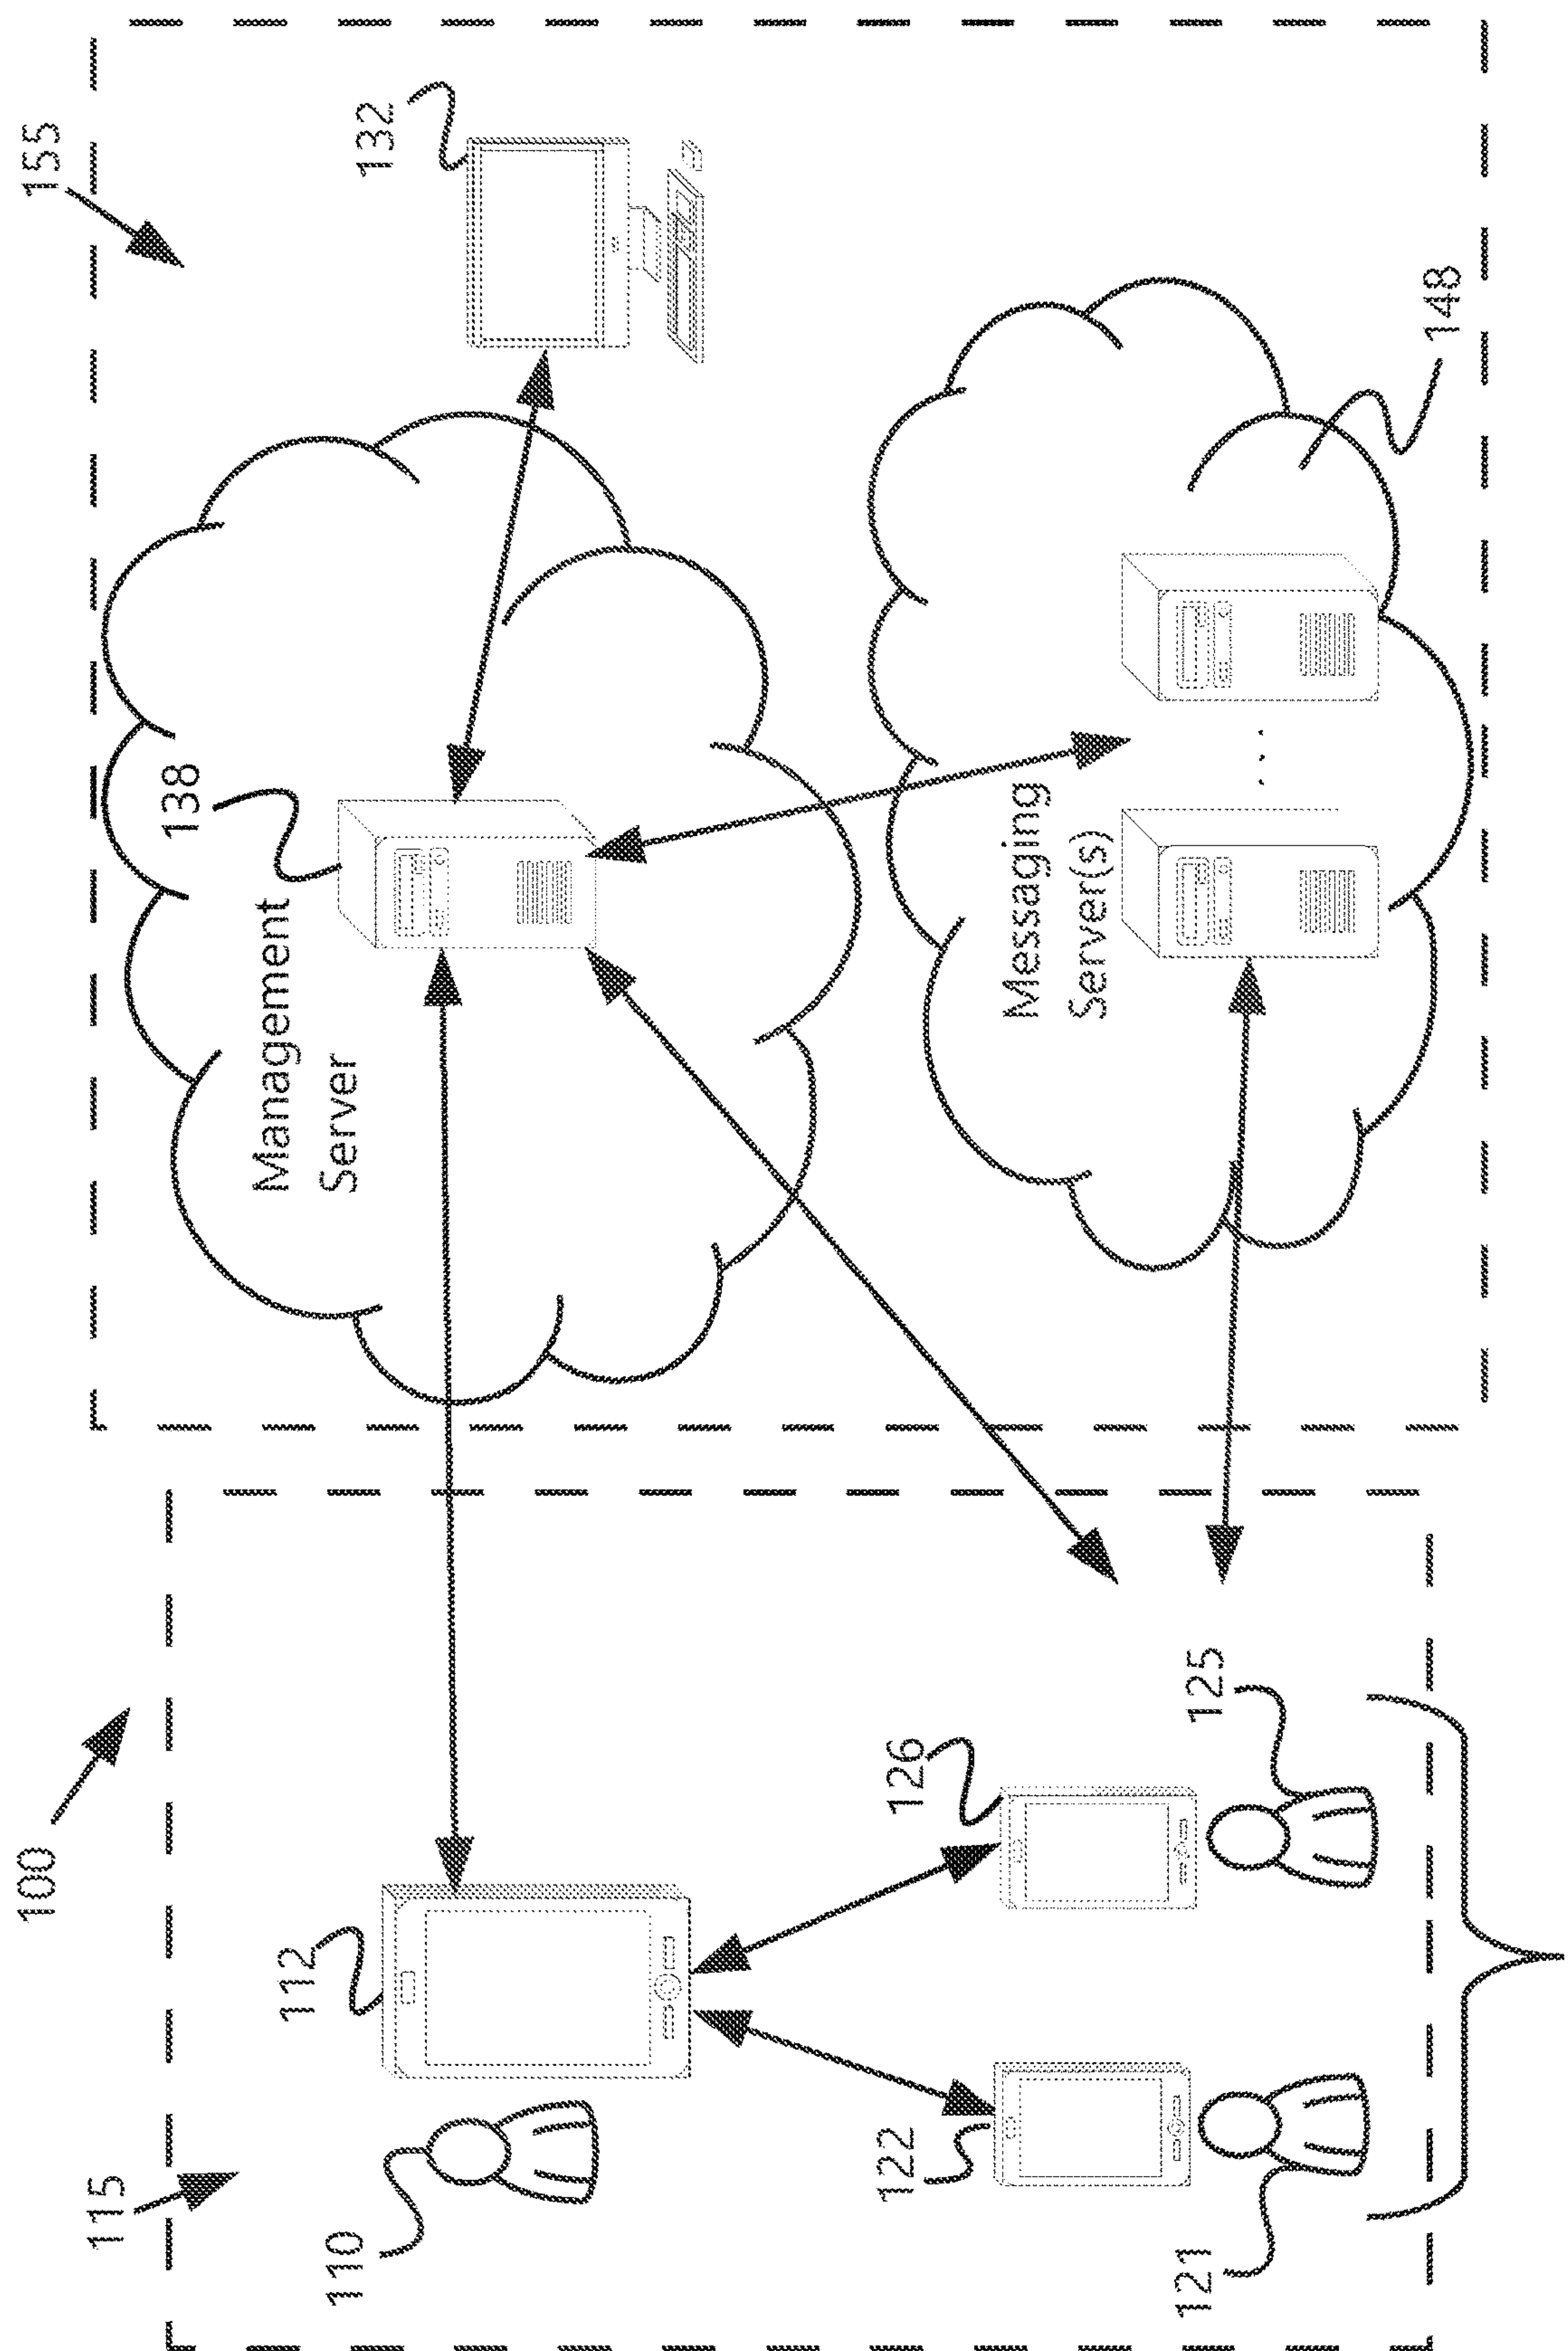 100
155
115
112
138
Management
Server
132
110
126
122
Messaging
Server(s)
. . .
125
121
148